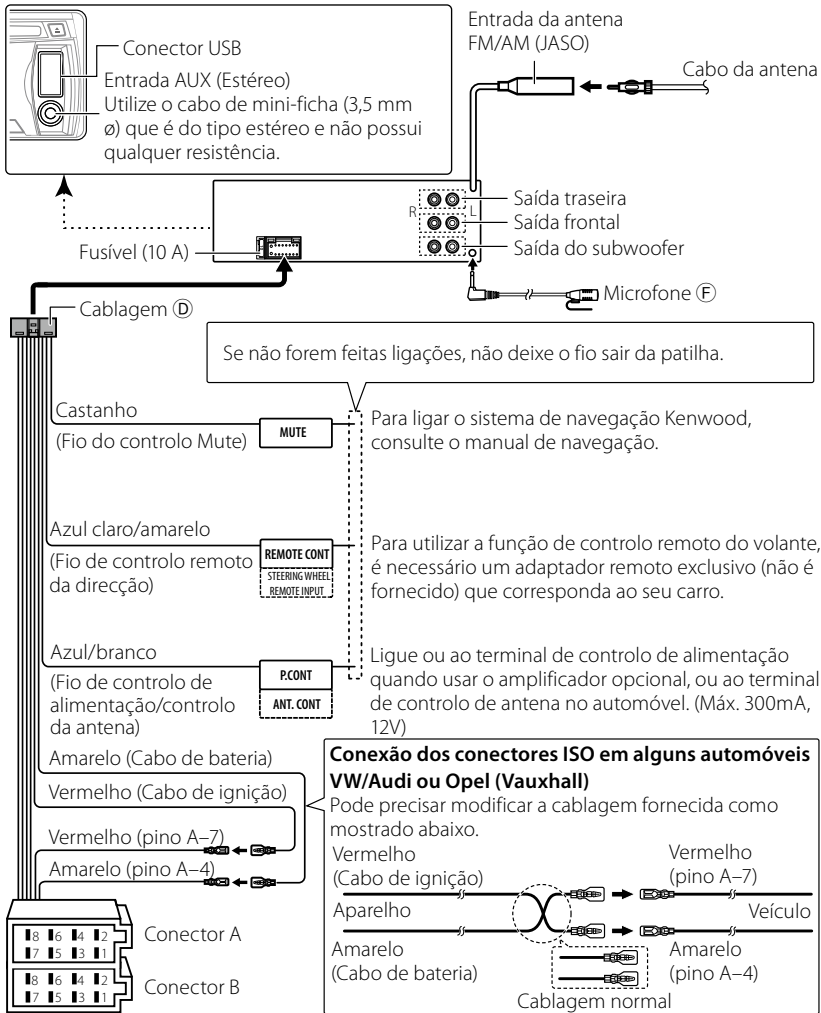 Conector USB
Entrada AUX (Estéreo)
Utilize o cabo de mini-ficha (3,5 mm
ø) que é do tipo estéreo e não possui
qualquer resistência.
Entrada da antena
FM/AM (JASO)
Cabo da antena
R
L
Saída traseira
Saída frontal
Saída do subwoofer
Fusível (10 A)
Microfone Ⓕ
Cablagem Ⓓ
Se não forem feitas ligações, não deixe o fio sair da patilha.
Castanho
(Fio do controlo Mute)
MUTE
Para ligar o sistema de navegação Kenwood,
consulte o manual de navegação.
Azul claro/amarelo
(Fio de controlo remoto
da direcção)
REMOTE CONT
STEERING WHEEL
REMOTE INPUT
Para utilizar a função de controlo remoto do volante,
é necessário um adaptador remoto exclusivo (não é
fornecido) que corresponda ao seu carro.
Azul/branco
(Fio de controlo de
alimentação/controlo
da antena)
P.CONT
ANT. CONT
Ligue ou ao terminal de controlo de alimentação
quando usar o amplificador opcional, ou ao terminal
de controlo de antena no automóvel. (Máx. 300mA,
12V)
Amarelo (Cabo de bateria)
Vermelho (Cabo de ignição)
Vermelho (pino A–7)
Amarelo (pino A–4)
8 6 4 2
7 5 3 1
Conector A
8 6 4 2
7 5 3 1
Conector B
Conexão dos conectores ISO em alguns automóveis
VW/Audi ou Opel (Vauxhall)
Pode precisar modificar a cablagem fornecida como
mostrado abaixo.
Vermelho
(Cabo de ignição)
Vermelho
(pino A–7)
Aparelho
Veículo
Amarelo
(Cabo de bateria)
Amarelo
(pino A–4)
Cablagem normal